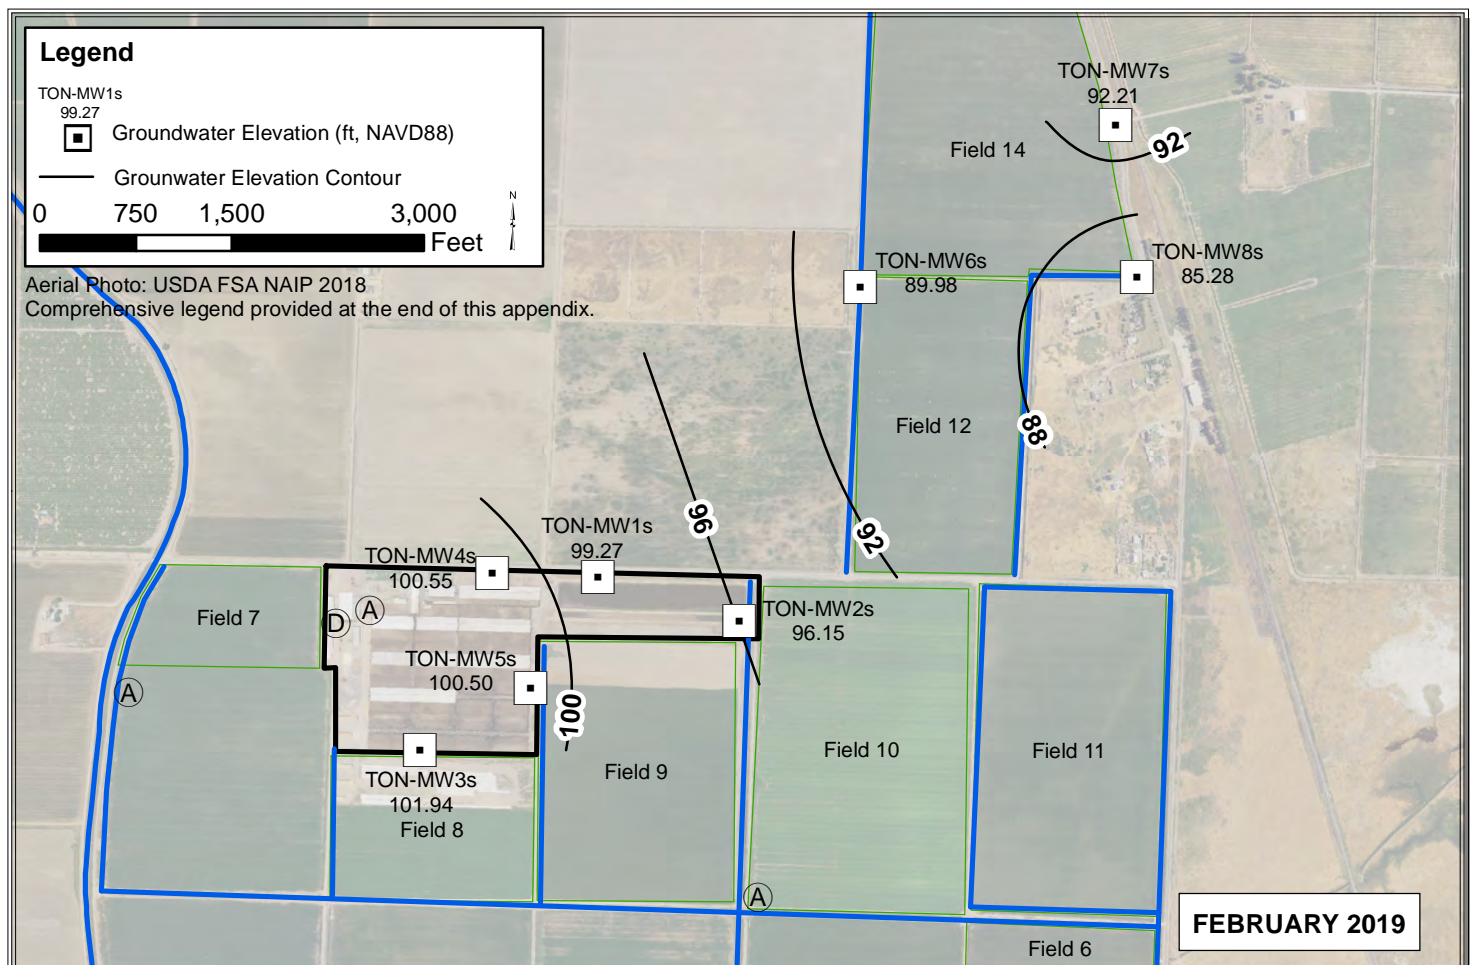 Legend
TON-MW1s
99.27
Groundwater Elevation (ft, NAVD88)
Grounwater Elevation Contour
0 750 1,500 3,000
Feet
N
Aerial Photo: USDA FSA NAIP 2018
Comprehensive legend provided at the end of this appendix.
TON-MW7s
92.21
92
Field 14
TON-MW6s
89.98
TON-MW8s
85.28
Field 12
88
96
92
TON-MW1s
99.27
TON-MW4s
100.55
Field 7
D
A
TON-MW2s
96.15
TON-MW5s
100.50
A
100
Field 9
Field 10
Field 11
TON-MW3s
101.94
Field 8
A
FEBRUARY 2019
Field 6